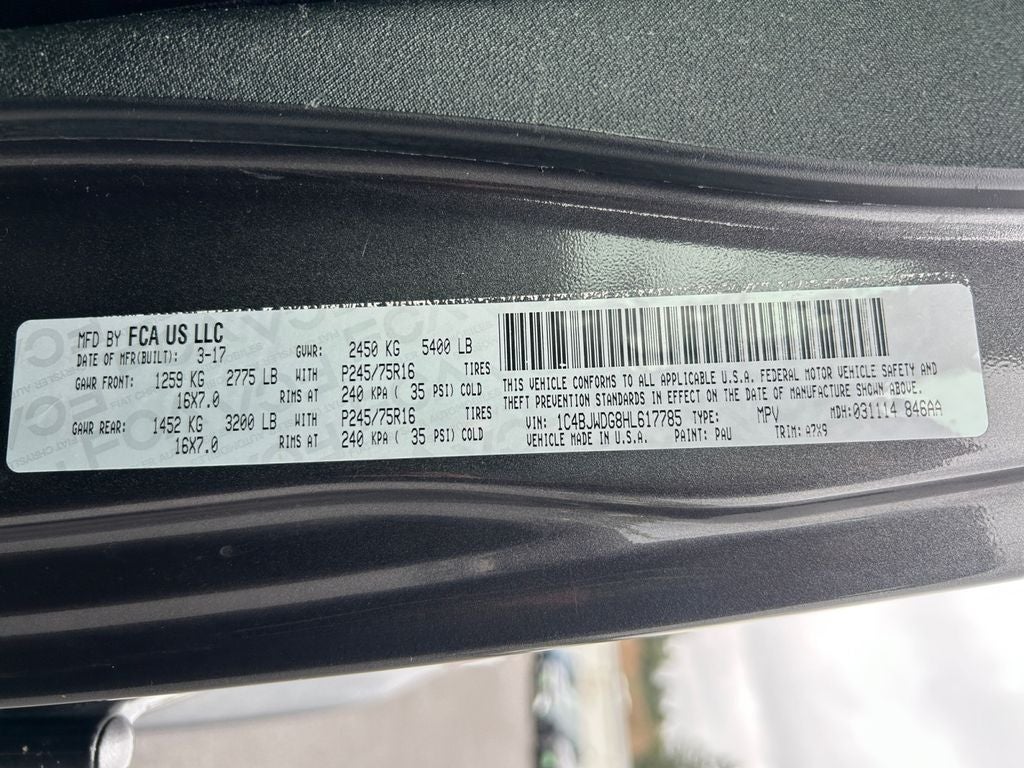 MFD BY FCA US LLC
DATE OF MFR(BUILT): 3-17 GVWR: 2450 KG 5400 LB
GAWR FRONT: 1259 KG 2775 LB WITH P245/75R16 TIRES
16X7.0 RIMS AT 240 KPA ( 35 PSI) COLD
GAWR REAR: 1452 KG 3200 LB WITH P245/75R16 TIRES
16X7.0 RIMS AT 240 KPA ( 35 PSI) COLD
THIS VEHICLE CONFORMS TO ALL APPLICABLE U.S.A. FEDERAL MOTOR VEHICLE SAFETY AND
THEFT PREVENTION STANDARDS IN EFFECT ON THE DATE OF MANUFACTURE SHOWN ABOVE.
VIN: 1C4BJWDG8HL617785 TYPE: MPV MDH: 031114 846AA
VEHICLE MADE IN U.S.A. PAINT: PAU TRIM: A7X9